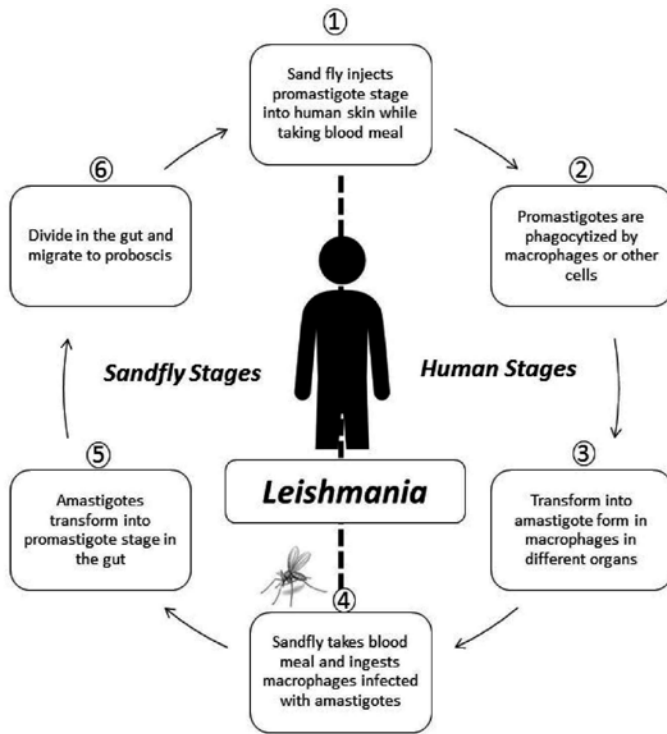 ①
Sand fly injects
promastigote stage
into human skin while
taking blood meal
②
Promastigotes are
phagocytized by
macrophages or other
cells
③
Transform into
amastigote form in
macrophages in
different organs
④
Sandfly takes blood
meal and ingests
macrophages infected
with amastigotes
⑤
Amastigotes
transform into
promastigote stage in
the gut
⑥
Divide in the gut and
migrate to proboscis
Sandfly Stages
Human Stages
Leishmania